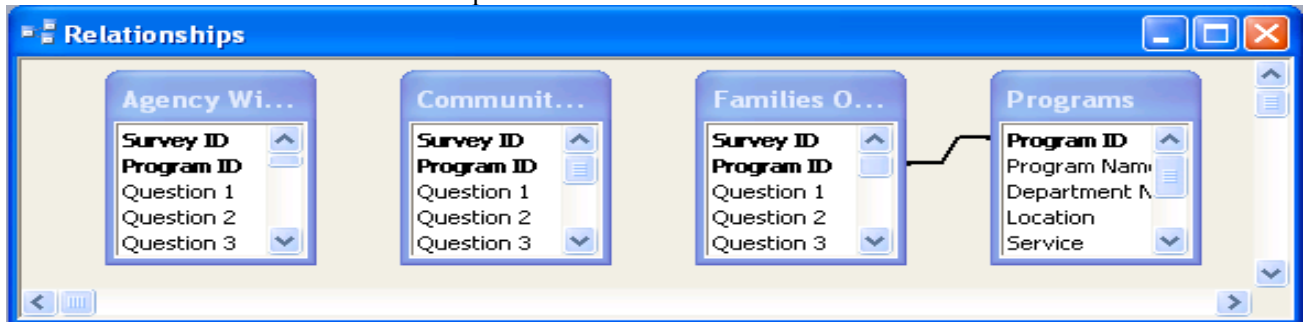 Relationships
Agency Wi...
Survey ID
Program ID
Question 1
Question 2
Question 3
Communit...
Survey ID
Program ID
Question 1
Question 2
Question 3
Families O...
Survey ID
Program ID
Question 1
Question 2
Question 3
Programs
Program ID
Program Name
Department N
Location
Service